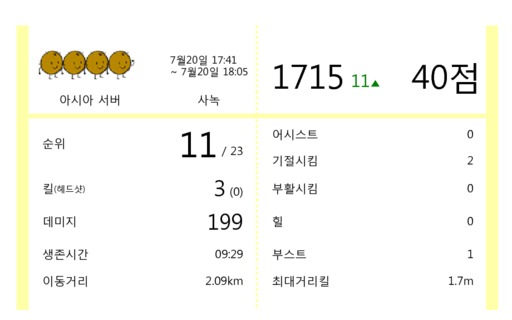 7월20일 17:41
~ 7월20일 18:05
아시아 서버
사녹
1715 11▲ 40점
순위 11 / 23
킬(헤드샷) 3 (0)
데미지 199
생존시간 09:29
이동거리 2.09km
어시스트 0
기절시킴 2
부활시킴 0
힐 0
부스트 1
최대거리킬 1.7m